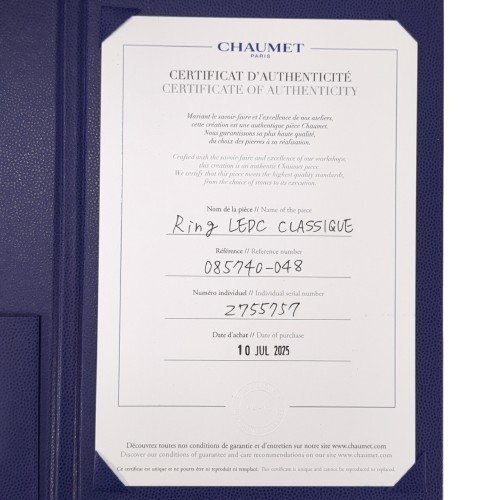 CHAUMET
PARIS
CERTIFICAT D'AUTHENTICITÉ
CERTIFICATE OF AUTHENTICITY
Mariant le savoir-faire et l'excellence de nos ateliers,
cette création est une authentique pièce Chaumet.
Nous garantissons sa plus haute qualité,
du choix des pierres à sa réalisation.
Crafted with the savoir-faire and excellence of our workshops,
this creation is an authentic Chaumet piece.
We certify that this piece meets the highest quality standards,
from the choice of stones to its execution.
Nom de la pièce // Name of the piece
Ring LEDC CLASSIQUE
Référence // Reference number
085740-048
Numéro individuel // Individual serial number
2755757
Date d'achat // Date of purchase
10 JUL 2025
Découvrez toutes nos conditions de garantie et d'entretien sur notre site www.chaumet.com
Discover our conditions of guarantee and care recommendations on our site www.chaumet.com
Ce certificat est unique et ne pourra être ni reproduit ni remplacé. This certificate is unique and cannot be reproduced or replaced.